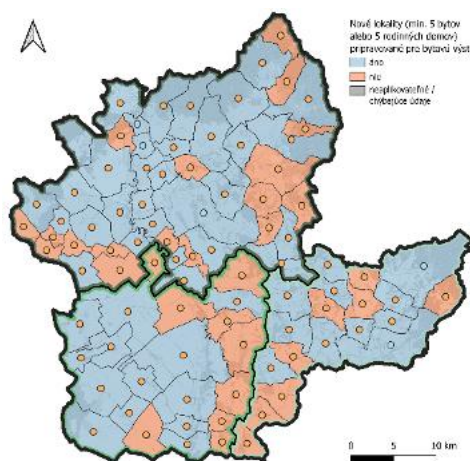 Nové lokality (min. 5 bytov
alebo 5 rodinných domov)
pripravované pre bytovú výst
áno
nie
neaplikovateľné /
chýbajúce údaje
0 5 10 km